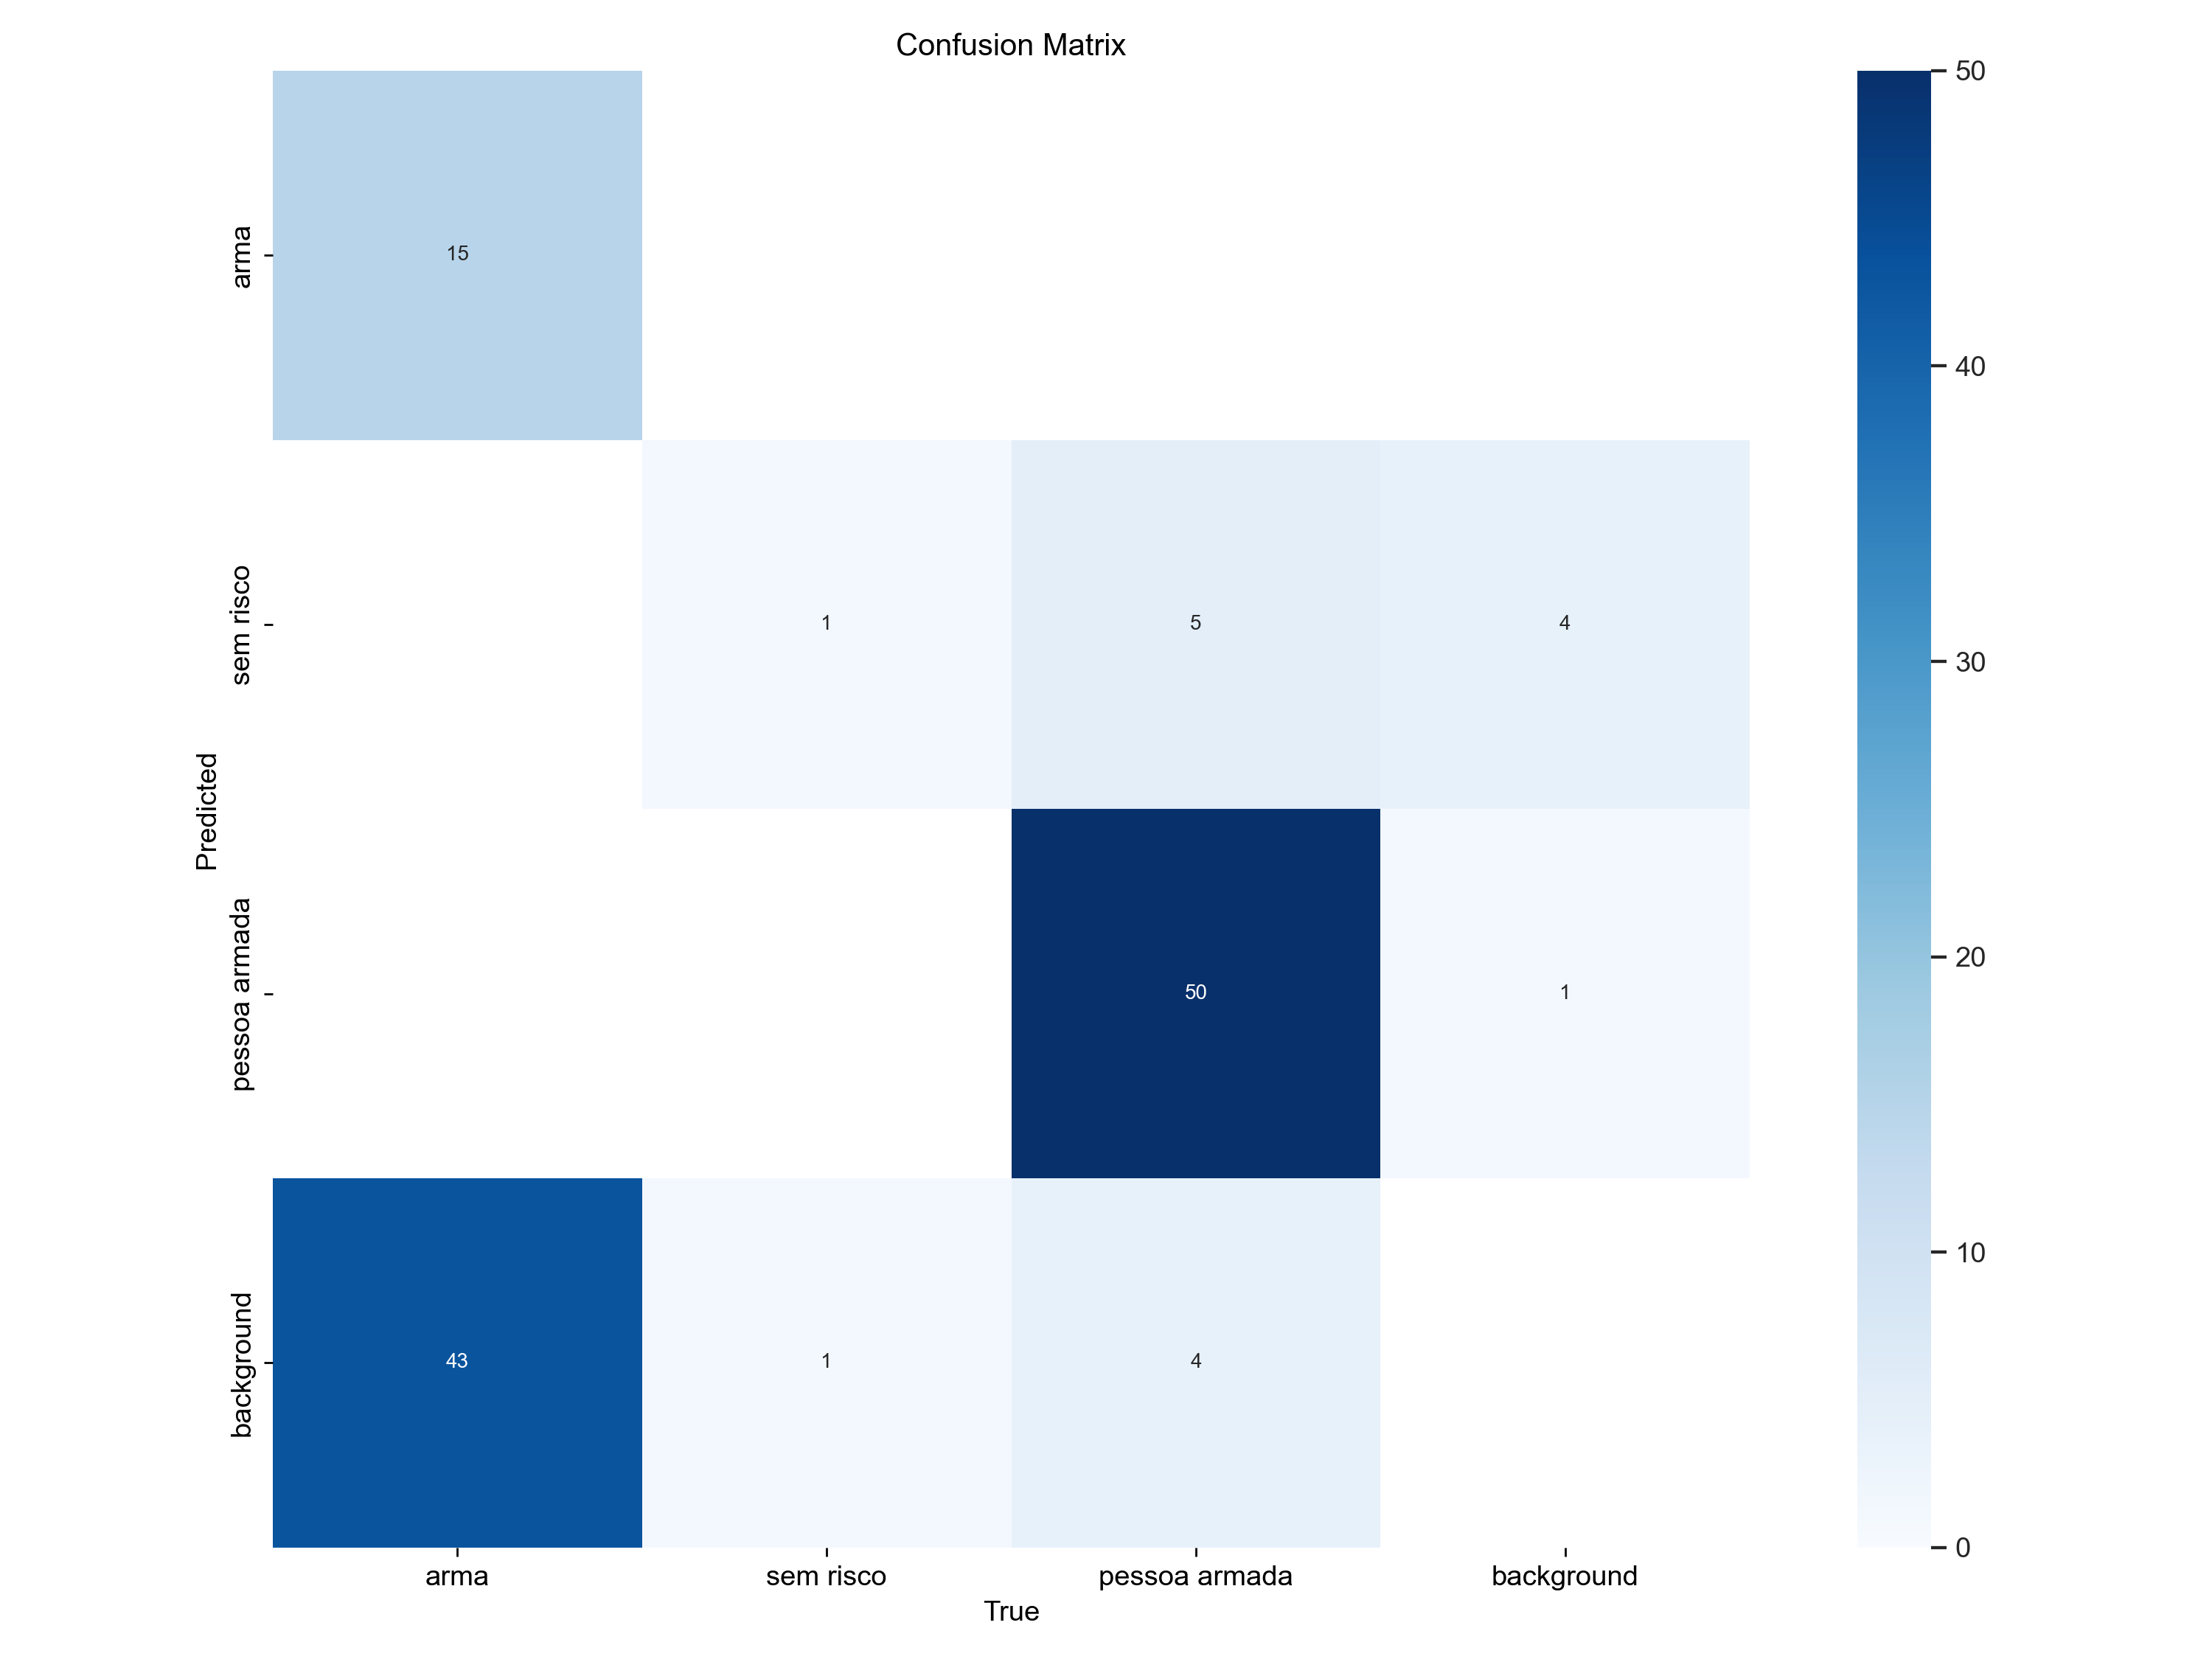 Confusion Matrix
Predicted
arma
sem risco
pessoa armada
background
15
1 5 4
50 1
43 1 4
arma sem risco pessoa armada background
True
50
40
30
20
10
0